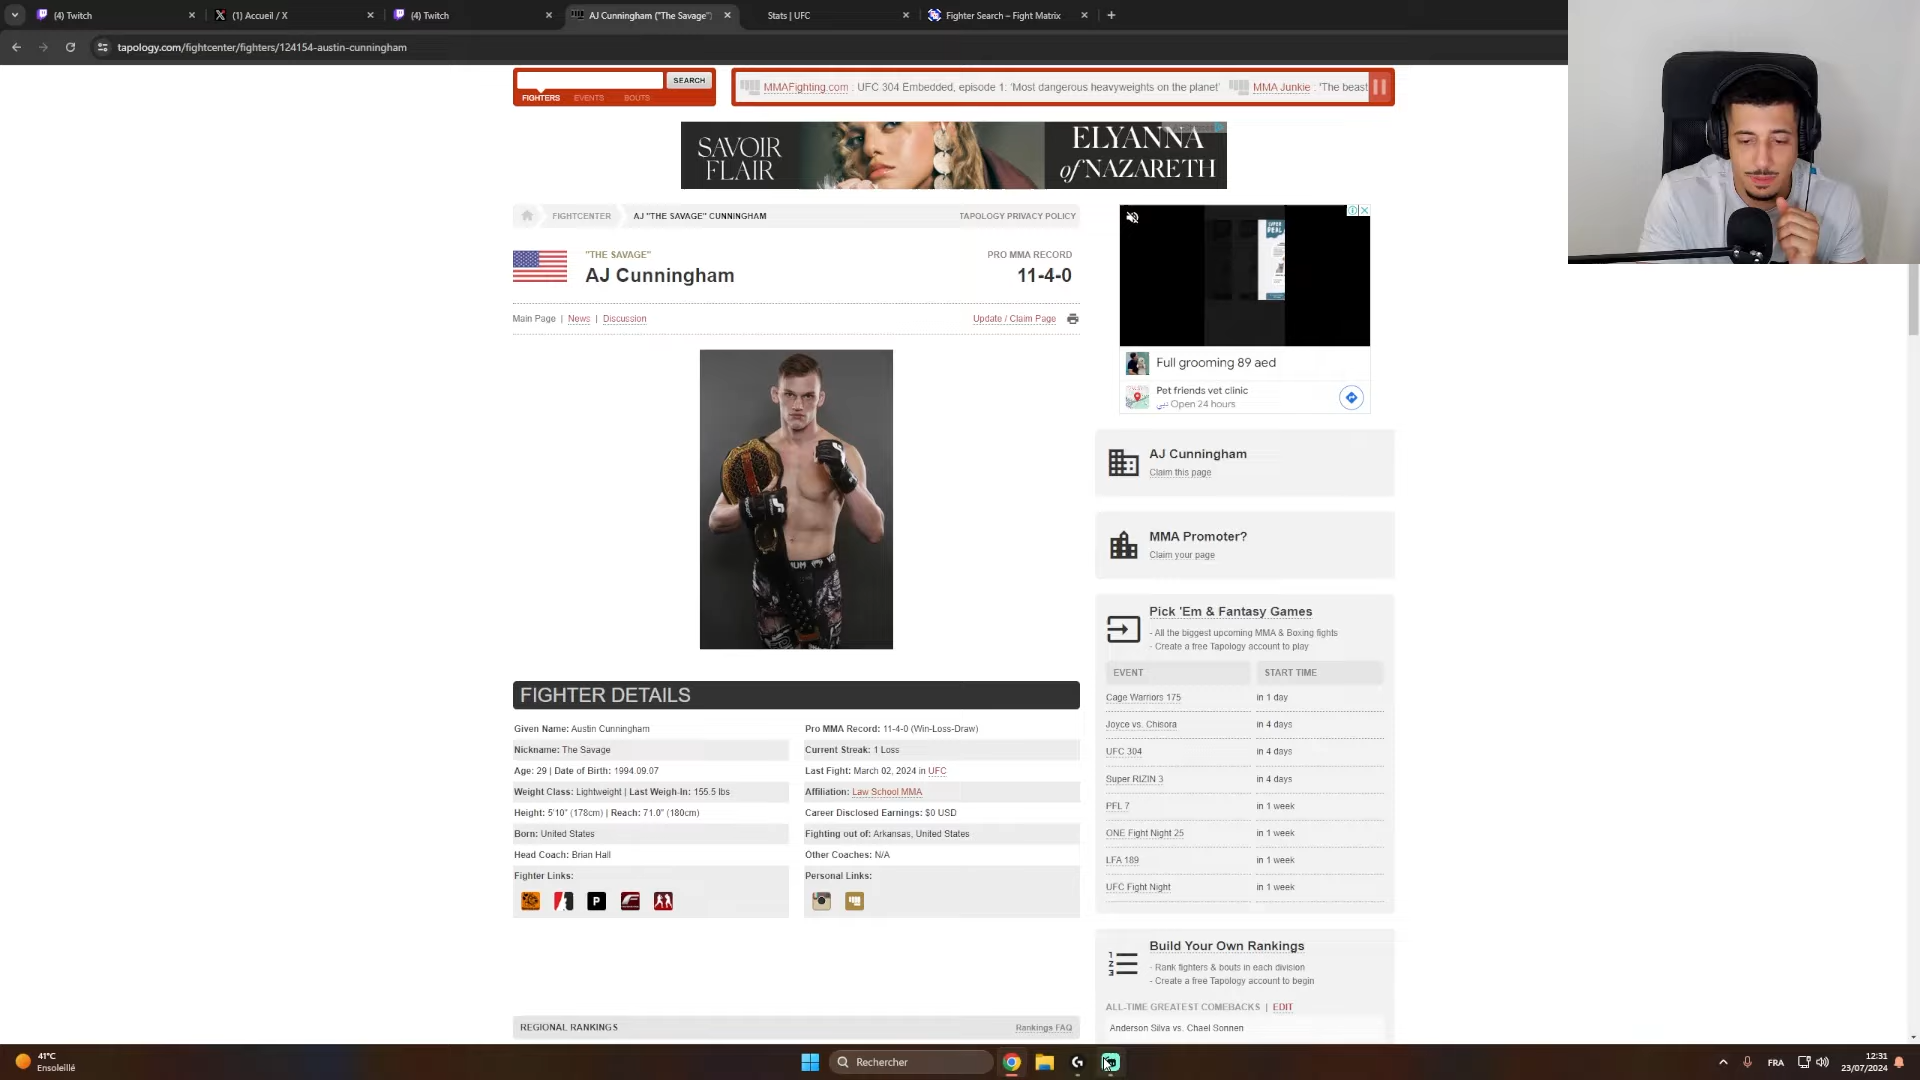 (4) Twitch
(1) Accueil / X
(4) Twitch
AJ Cunningham ("The Savage")
Stats | UFC
Fighter Search – Fight Matrix
tapology.com/fightcenter/fighters/124154-austin-cunningham
SEARCH
FIGHTERS
EVENTS
BOUTS
MMAFighting.com : UFC 304 Embedded, episode 1: 'Most dangerous heavyweights on the planet'
MMA Junkie : 'The beast
SAVOIR
FLAIR
ELYANNA
of NAZARETH
FIGHTCENTER
AJ "THE SAVAGE" CUNNINGHAM
TAPOLOGY PRIVACY POLICY
"THE SAVAGE"
AJ Cunningham
PRO MMA RECORD
11-4-0
Main Page | News | Discussion
Update / Claim Page
FIGHTER DETAILS
Given Name: Austin Cunningham
Nickname: The Savage
Age: 29 | Date of Birth: 1994.09.07
Weight Class: Lightweight | Last Weigh-In: 155.5 lbs
Height: 5'10" (178cm) | Reach: 71.0" (180cm)
Born: United States
Head Coach: Brian Hall
Fighter Links:
Pro MMA Record: 11-4-0 (Win-Loss-Draw)
Current Streak: 1 Loss
Last Fight: March 02, 2024 in UFC
Affiliation: Law School MMA
Career Disclosed Earnings: $0 USD
Fighting out of: Arkansas, United States
Other Coaches: N/A
Personal Links:
REGIONAL RANKINGS
Rankings FAQ
Full grooming 89 aed
Pet friends vet clinic
دبي Open 24 hours
AJ Cunningham
Claim this page
MMA Promoter?
Claim your page
Pick 'Em & Fantasy Games
- All the biggest upcoming MMA & Boxing fights
- Create a free Tapology account to play
EVENT START TIME
Cage Warriors 175 in 1 day
Joyce vs. Chisora in 4 days
UFC 304 in 4 days
Super RIZIN 3 in 4 days
PFL 7 in 1 week
ONE Fight Night 25 in 1 week
LFA 189 in 1 week
UFC Fight Night in 1 week
Build Your Own Rankings
- Rank fighters & bouts in each division
- Create a free Tapology account to begin
ALL-TIME GREATEST COMEBACKS | EDIT
Anderson Silva vs. Chael Sonnen
41°C
Ensoleillé
Rechercher
FRA
12:31
23/07/2024